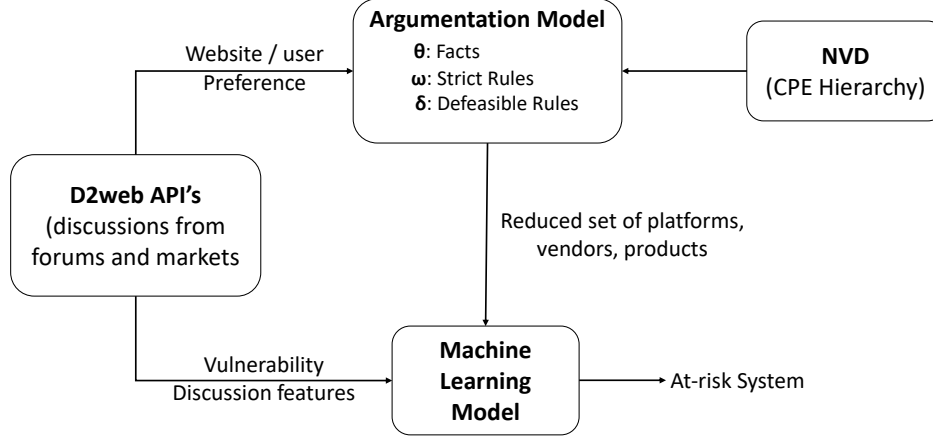 Argumentation Model
θ: Facts
ω: Strict Rules
δ: Defeasible Rules
Website / user
Preference
NVD
(CPE Hierarchy)
D2web API's
(discussions from
forums and markets
Reduced set of platforms,
vendors, products
Vulnerability
Discussion features
Machine
Learning
Model
At-risk System